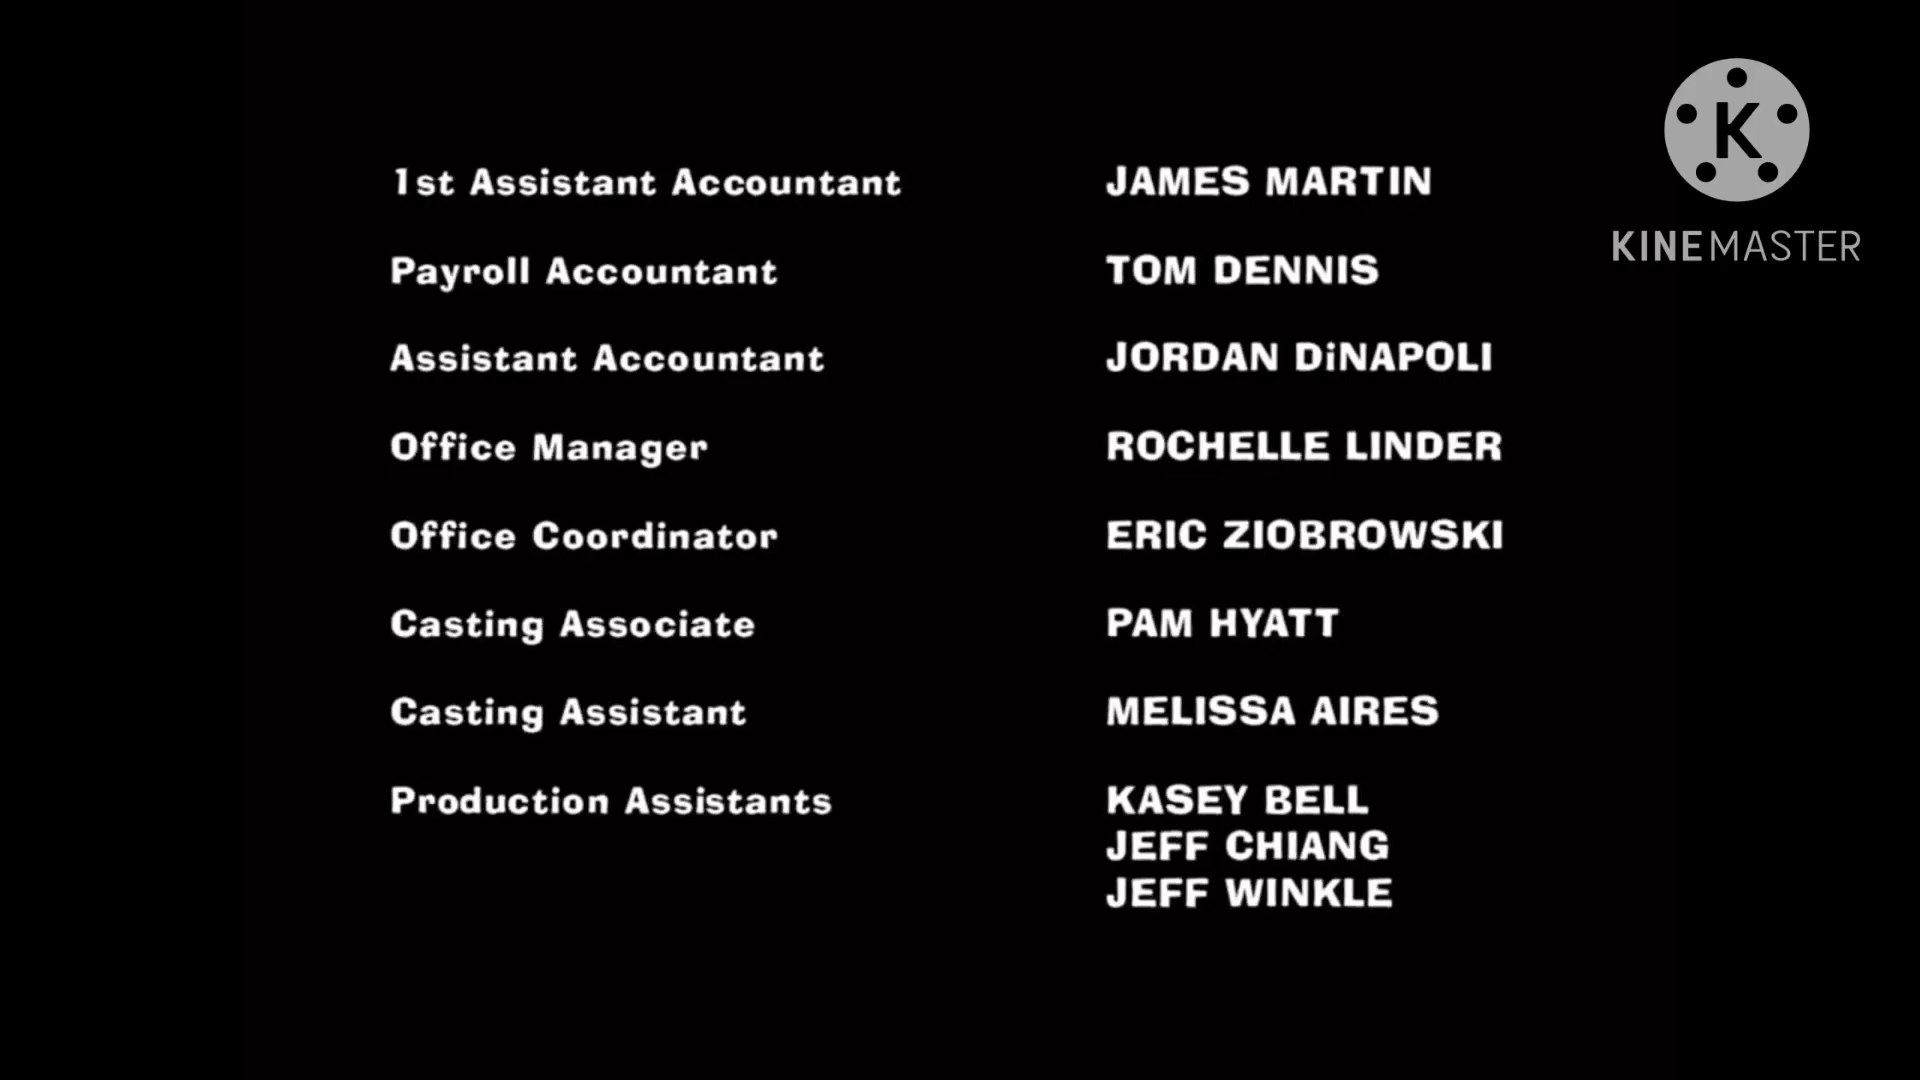 1st Assistant Accountant JAMES MARTIN
Payroll Accountant TOM DENNIS
Assistant Accountant JORDAN DiNAPOLI
Office Manager ROCHELLE LINDER
Office Coordinator ERIC ZIOBROWSKI
Casting Associate PAM HYATT
Casting Assistant MELISSA AIRES
Production Assistants KASEY BELL
JEFF CHIANG
JEFF WINKLE
K
KINEMASTER